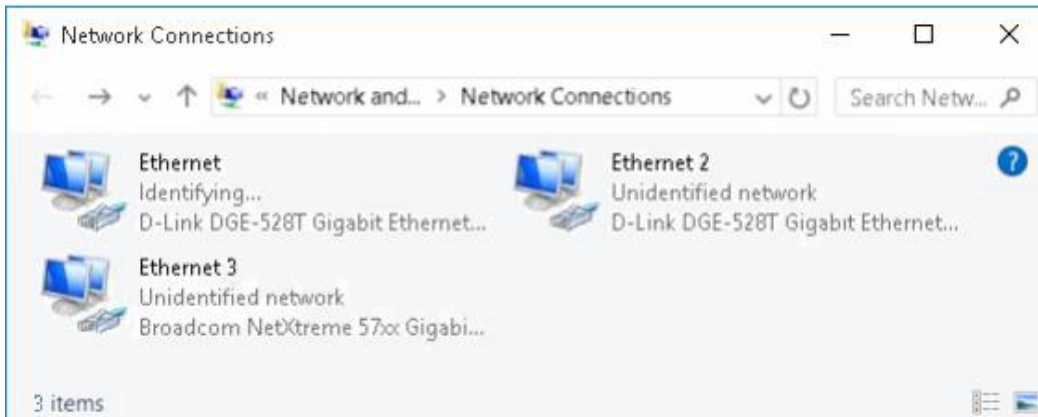 Network Connections
« Network and... > Network Connections
Search Netw...
Ethernet
Identifying...
D-Link DGE-528T Gigabit Ethernet...
Ethernet 2
Unidentified network
D-Link DGE-528T Gigabit Ethernet...
Ethernet 3
Unidentified network
Broadcom NetXtreme 57xx Gigabi...
3 items